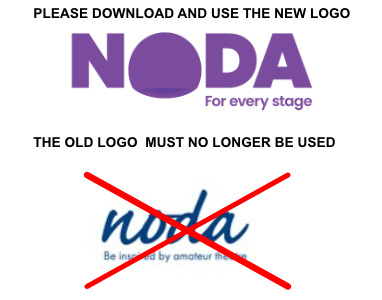 PLEASE DOWNLOAD AND USE THE NEW LOGO
NODA
For every stage
THE OLD LOGO MUST NO LONGER BE USED
noda
Be inspired by amateur theatre